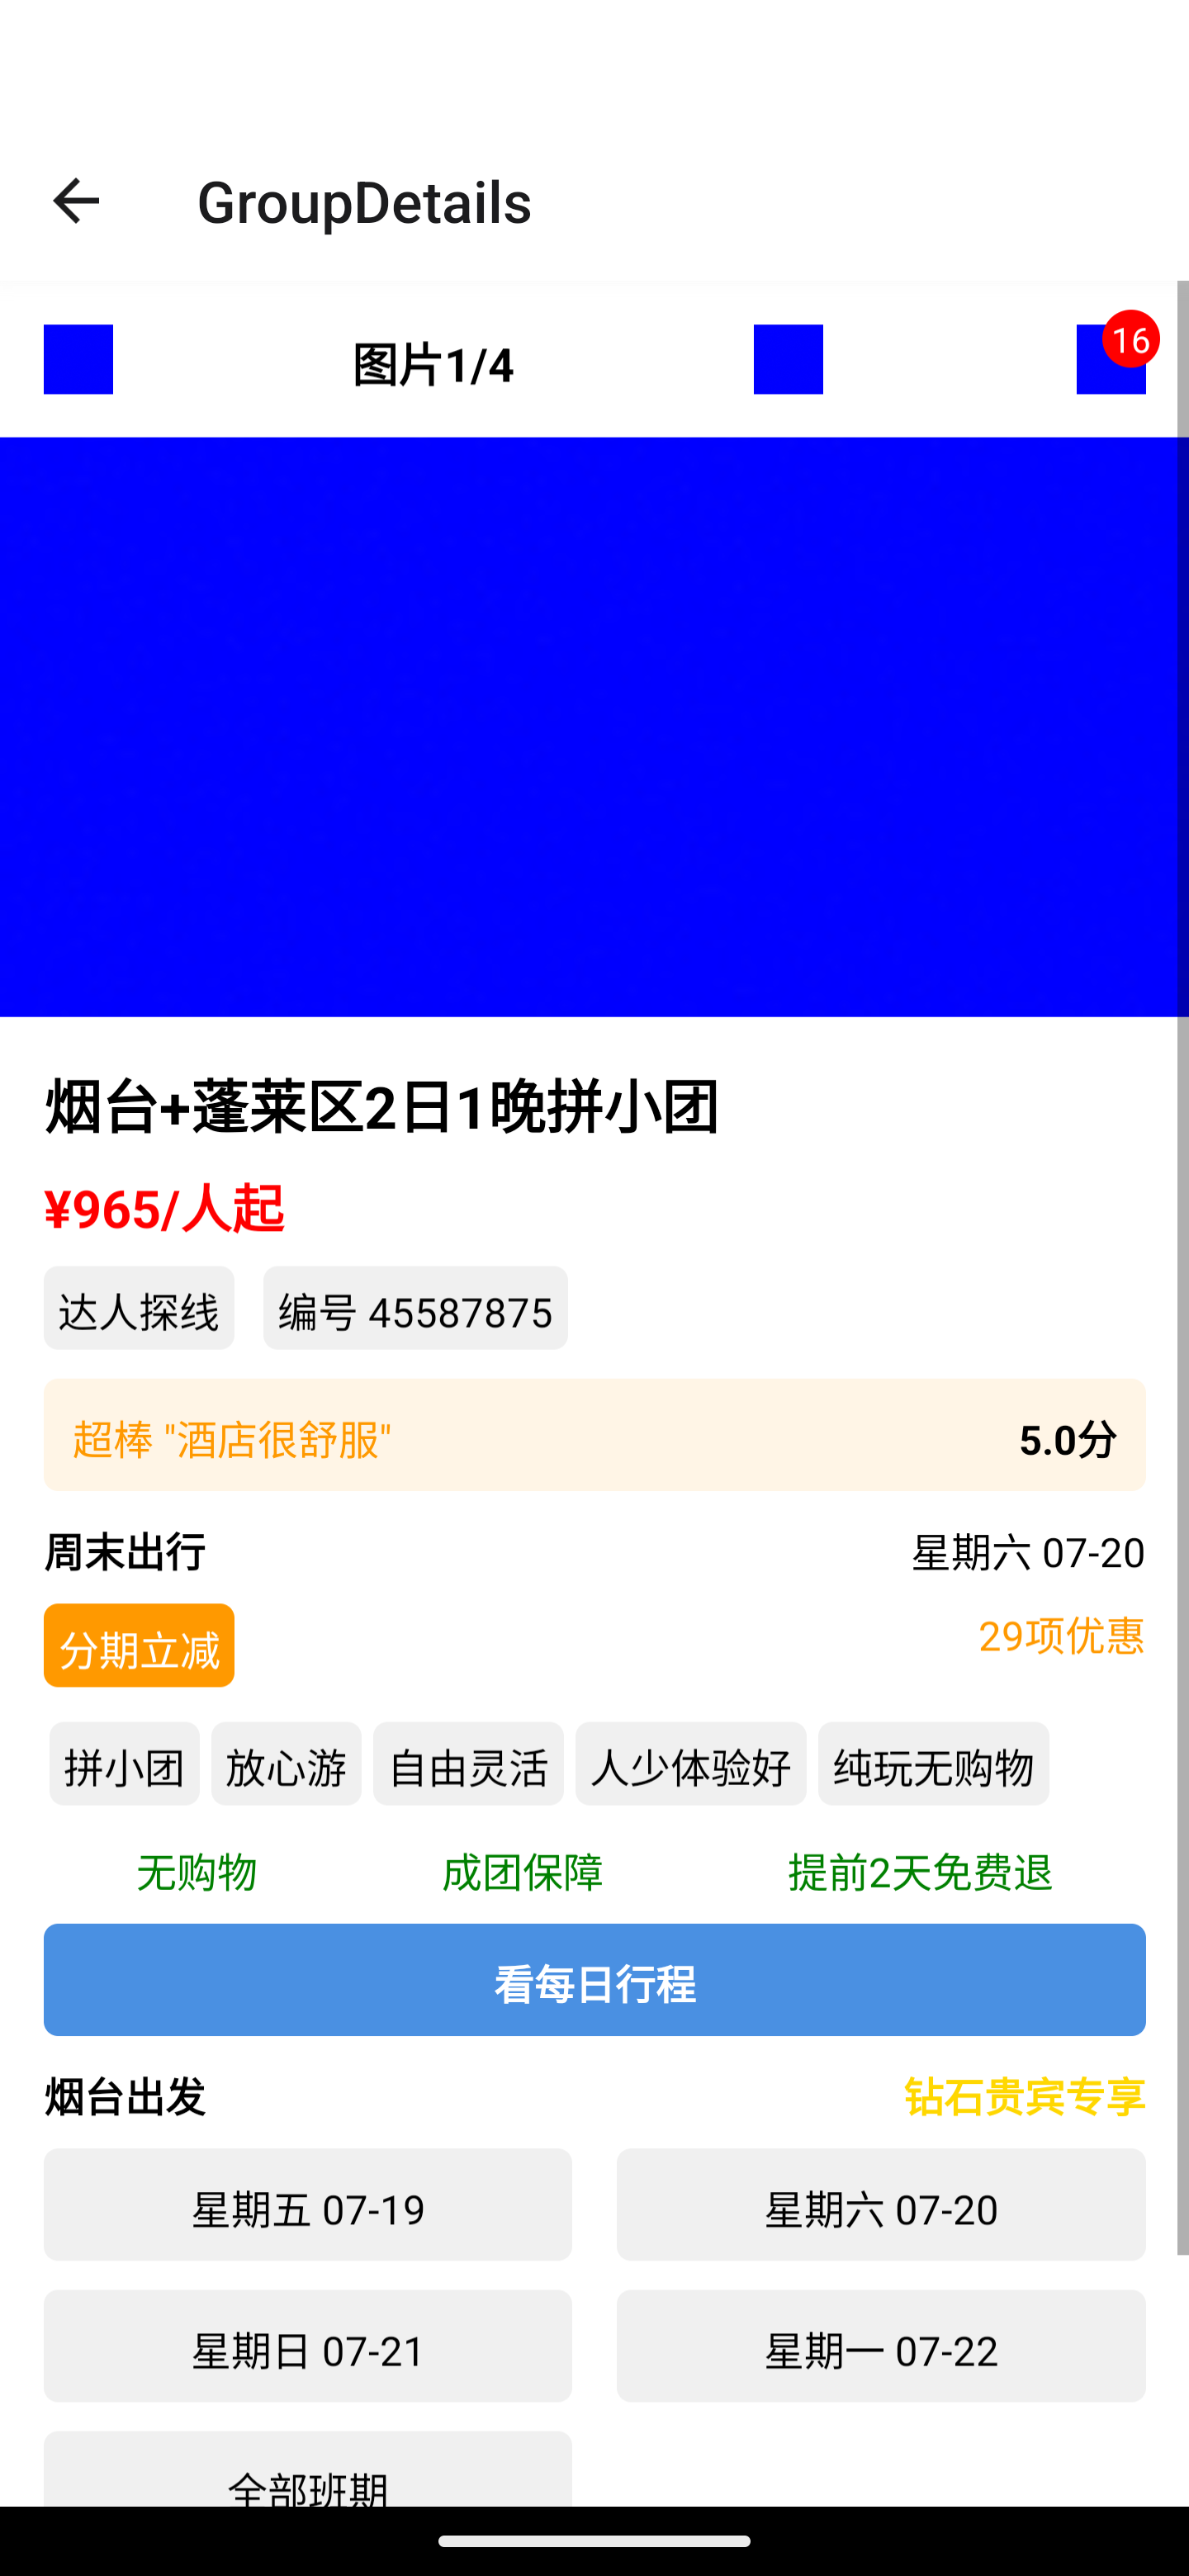 GroupDetails
图片1/4
16
烟台+蓬莱区2日1晚拼小团
¥965/人起
达人探线 编号 45587875
超棒 "酒店很舒服" 5.0分
周末出行 星期六 07-20
分期立减 29项优惠
拼小团 放心游 自由灵活 人少体验好 纯玩无购物
无购物 成团保障 提前2天免费退
看每日行程
烟台出发 钻石贵宾专享
星期五 07-19 星期六 07-20
星期日 07-21 星期一 07-22
全部班期